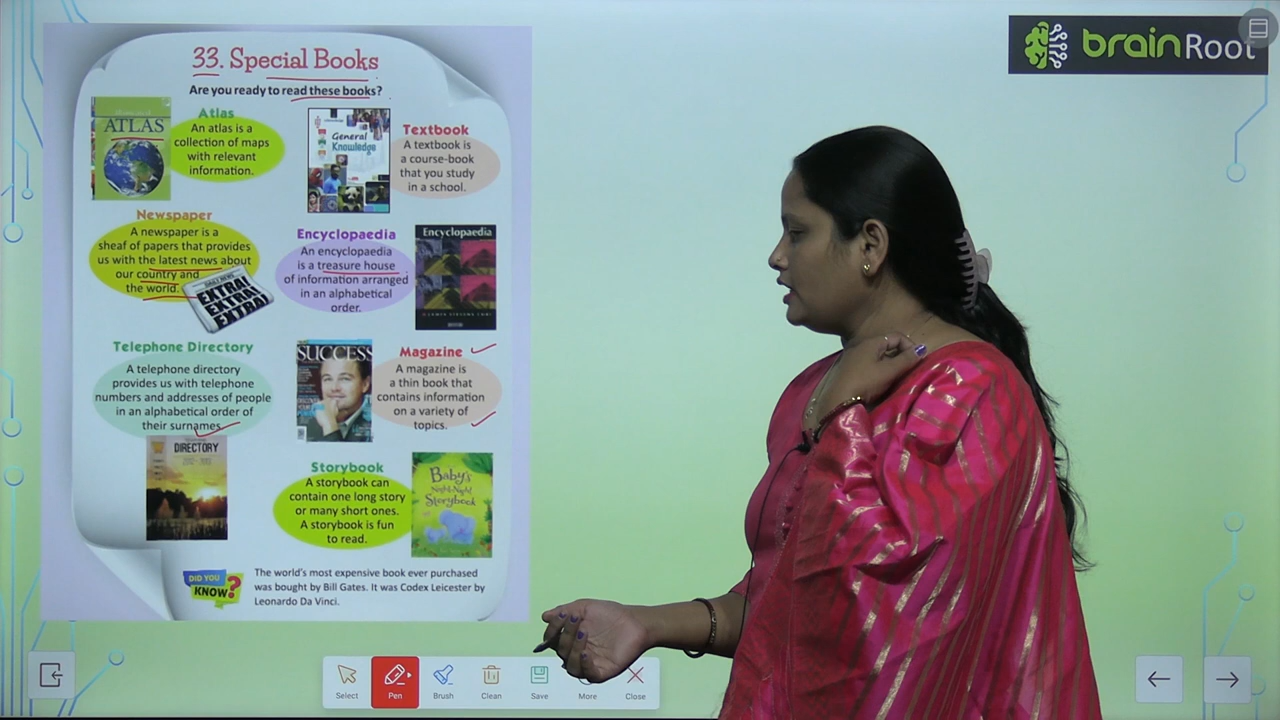 33. Special Books
Are you ready to read these books?
ATLAS
Atlas
An atlas is a
collection of maps
with relevant
information.
General
Knowledge
Textbook
A textbook is
a course-book
that you study
in a school.
Newspaper
A newspaper is a
sheaf of papers that provides
us with the latest news about
our country and
the world.
EXTRA!
EXTRA!
EXTRA!
Encyclopaedia
An encyclopaedia
is a treasure house
of information arranged
in an alphabetical
order.
Encyclopaedia
Telephone Directory
A telephone directory
provides us with telephone
numbers and addresses of people
in an alphabetical order of
their surnames.
DIRECTORY
SUCCESS
Magazine
A magazine is
a thin book that
contains information
on a variety of
topics.
Storybook
A storybook can
contain one long story
or many short ones.
A storybook is fun
to read.
Baby's
Night Night
Storybook
DID YOU
KNOW?
The world's most expensive book ever purchased
was bought by Bill Gates. It was Codex Leicester by
Leonardo Da Vinci.
brain Root
Select
Pen
Brush
Clean
Save
More
Close